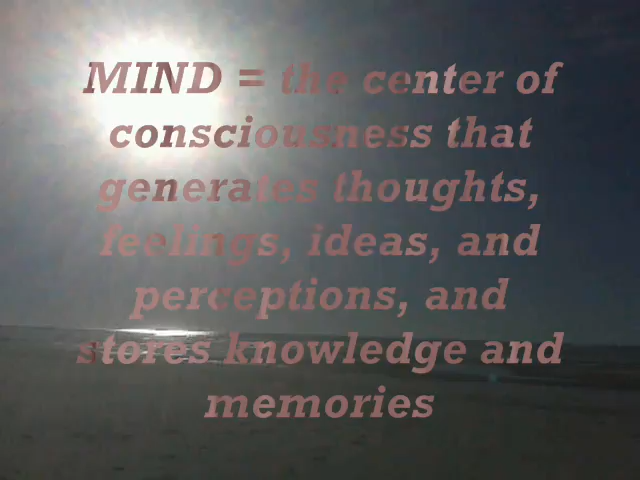 MIND = the center of
consciousness that
generates thoughts,
feelings, ideas, and
perceptions, and
stores knowledge and
memories